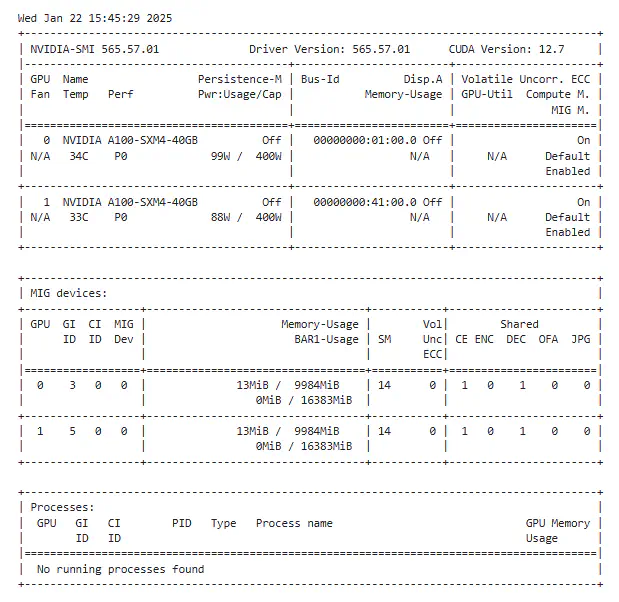 Wed Jan 22 15:45:29 2025
+-----------------------------------------------------------------------------------------+
| NVIDIA-SMI 565.57.01              Driver Version: 565.57.01      CUDA Version: 12.7     |
|-----------------------------------------+------------------------+----------------------+
| GPU  Name                 Persistence-M | Bus-Id          Disp.A | Volatile Uncorr. ECC |
| Fan  Temp   Perf          Pwr:Usage/Cap |           Memory-Usage | GPU-Util  Compute M. |
|                                         |                        |               MIG M. |
|=========================================+========================+======================|
|   0  NVIDIA A100-SXM4-40GB          Off |   00000000:01:00.0 Off |                   On |
| N/A   34C    P0             99W /  400W |                  N/A   |     N/A      Default |
|                                         |                        |              Enabled |
+-----------------------------------------+------------------------+----------------------+
|   1  NVIDIA A100-SXM4-40GB          Off |   00000000:41:00.0 Off |                   On |
| N/A   33C    P0             88W /  400W |                  N/A   |     N/A      Default |
|                                         |                        |              Enabled |
+-----------------------------------------+------------------------+----------------------+
+-----------------------------------------------------------------------------------------+
| MIG devices:                                                                            |
+------------------+----------------------------------+-----------+-----------------------+
| GPU  GI  CI  MIG |                     Memory-Usage |        Vol|        Shared         |
|      ID  ID  Dev |                       BAR1-Usage | SM     Unc| CE ENC  DEC  OFA  JPG |
|                  |                                  |        ECC|                       |
|==================+==================================+===========+=======================|
|  0    3   0   0  |              13MiB /  9984MiB    | 14      0 |  1   0    1    0    0 |
|                  |                 0MiB / 16383MiB  |           |                       |
+------------------+----------------------------------+-----------+-----------------------+
|  1    5   0   0  |              13MiB /  9984MiB    | 14      0 |  1   0    1    0    0 |
|                  |                 0MiB / 16383MiB  |           |                       |
+------------------+----------------------------------+-----------+-----------------------+
+-----------------------------------------------------------------------------------------+
| Processes:                                                                              |
|  GPU   GI   CI        PID   Type   Process name                              GPU Memory |
|        ID   ID                                                               Usage      |
|=========================================================================================|
|  No running processes found                                                             |
+-----------------------------------------------------------------------------------------+